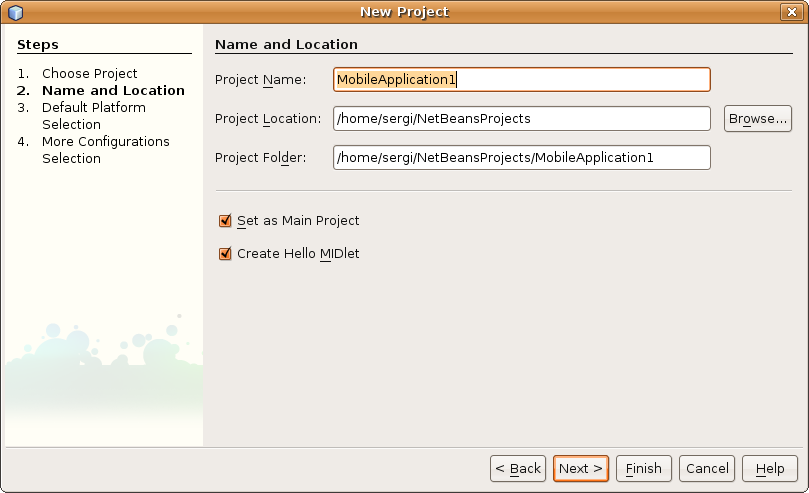 New Project
Steps
1. Choose Project
2. Name and Location
3. Default Platform
Selection
4. More Configurations
Selection
Name and Location
Project Name: MobileApplication1
Project Location: /home/sergi/NetBeansProjects Browse...
Project Folder: /home/sergi/NetBeansProjects/MobileApplication1
Set as Main Project
Create Hello MIDlet
< Back Next > Finish Cancel Help